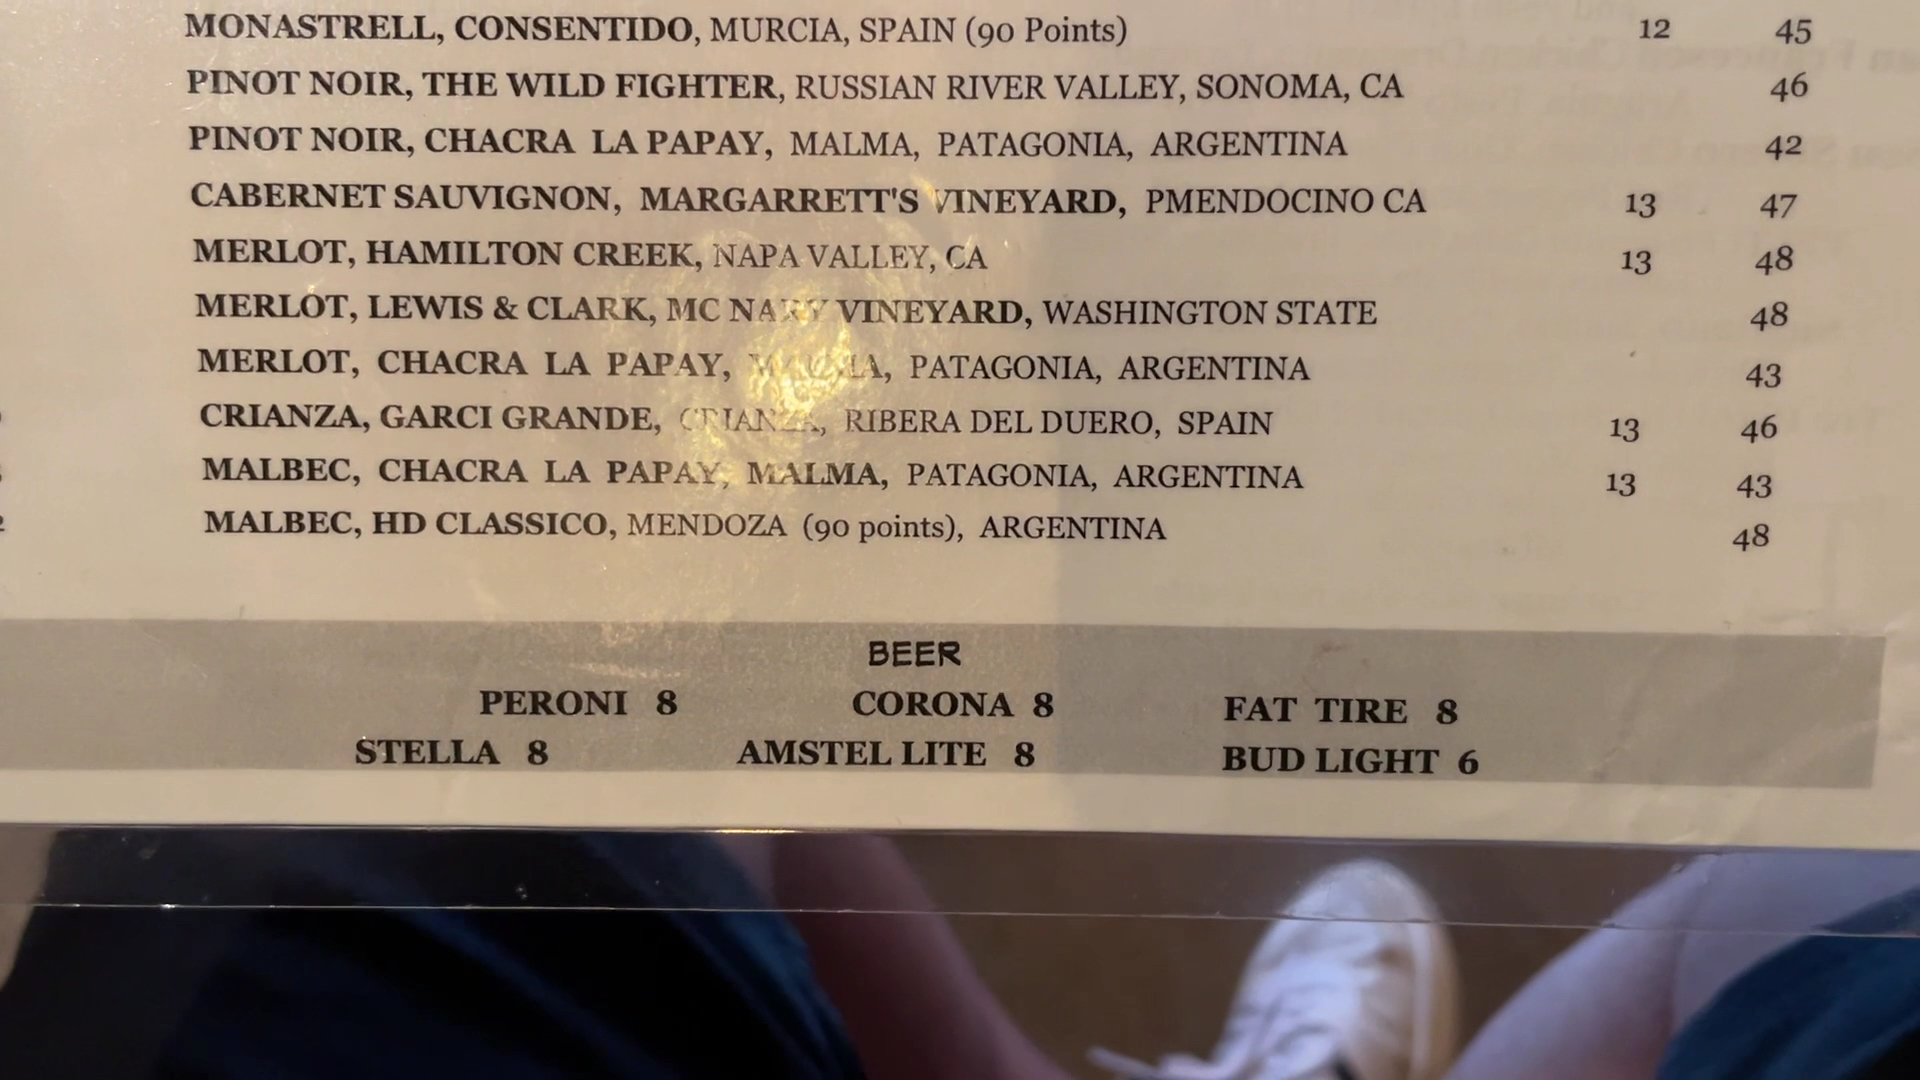 MONASTRELL, CONSENTIDO, MURCIA, SPAIN (90 Points) 12 45
PINOT NOIR, THE WILD FIGHTER, RUSSIAN RIVER VALLEY, SONOMA, CA 46
PINOT NOIR, CHACRA LA PAPAY, MALMA, PATAGONIA, ARGENTINA 42
CABERNET SAUVIGNON, MARGARRETT'S VINEYARD, PMENDOCINO CA 13 47
MERLOT, HAMILTON CREEK, NAPA VALLEY, CA 13 48
MERLOT, LEWIS & CLARK, MC NARY VINEYARD, WASHINGTON STATE 48
MERLOT, CHACRA LA PAPAY, MALMA, PATAGONIA, ARGENTINA 43
CRIANZA, GARCI GRANDE, CRIANZA, RIBERA DEL DUERO, SPAIN 13 46
MALBEC, CHACRA LA PAPAY, MALMA, PATAGONIA, ARGENTINA 13 43
MALBEC, HD CLASSICO, MENDOZA (90 points), ARGENTINA 48
BEER
PERONI 8 CORONA 8 FAT TIRE 8
STELLA 8 AMSTEL LITE 8 BUD LIGHT 6